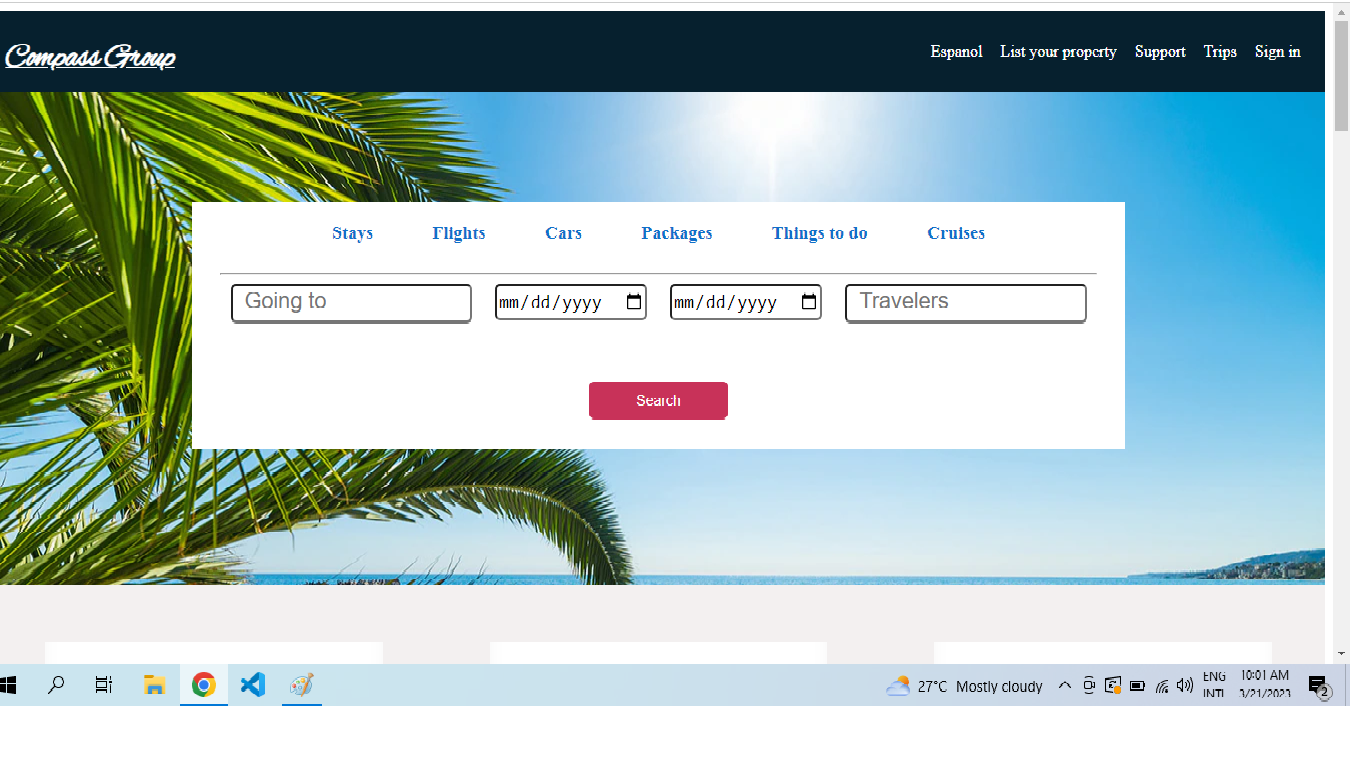 Compass Group
Espanol List your property Support Trips Sign in
Stays Flights Cars Packages Things to do Cruises
Going to mm/dd/yyyy mm/dd/yyyy Travelers
Search
27°C Mostly cloudy
ENG
INTL
10:01 AM
3/21/2023
2